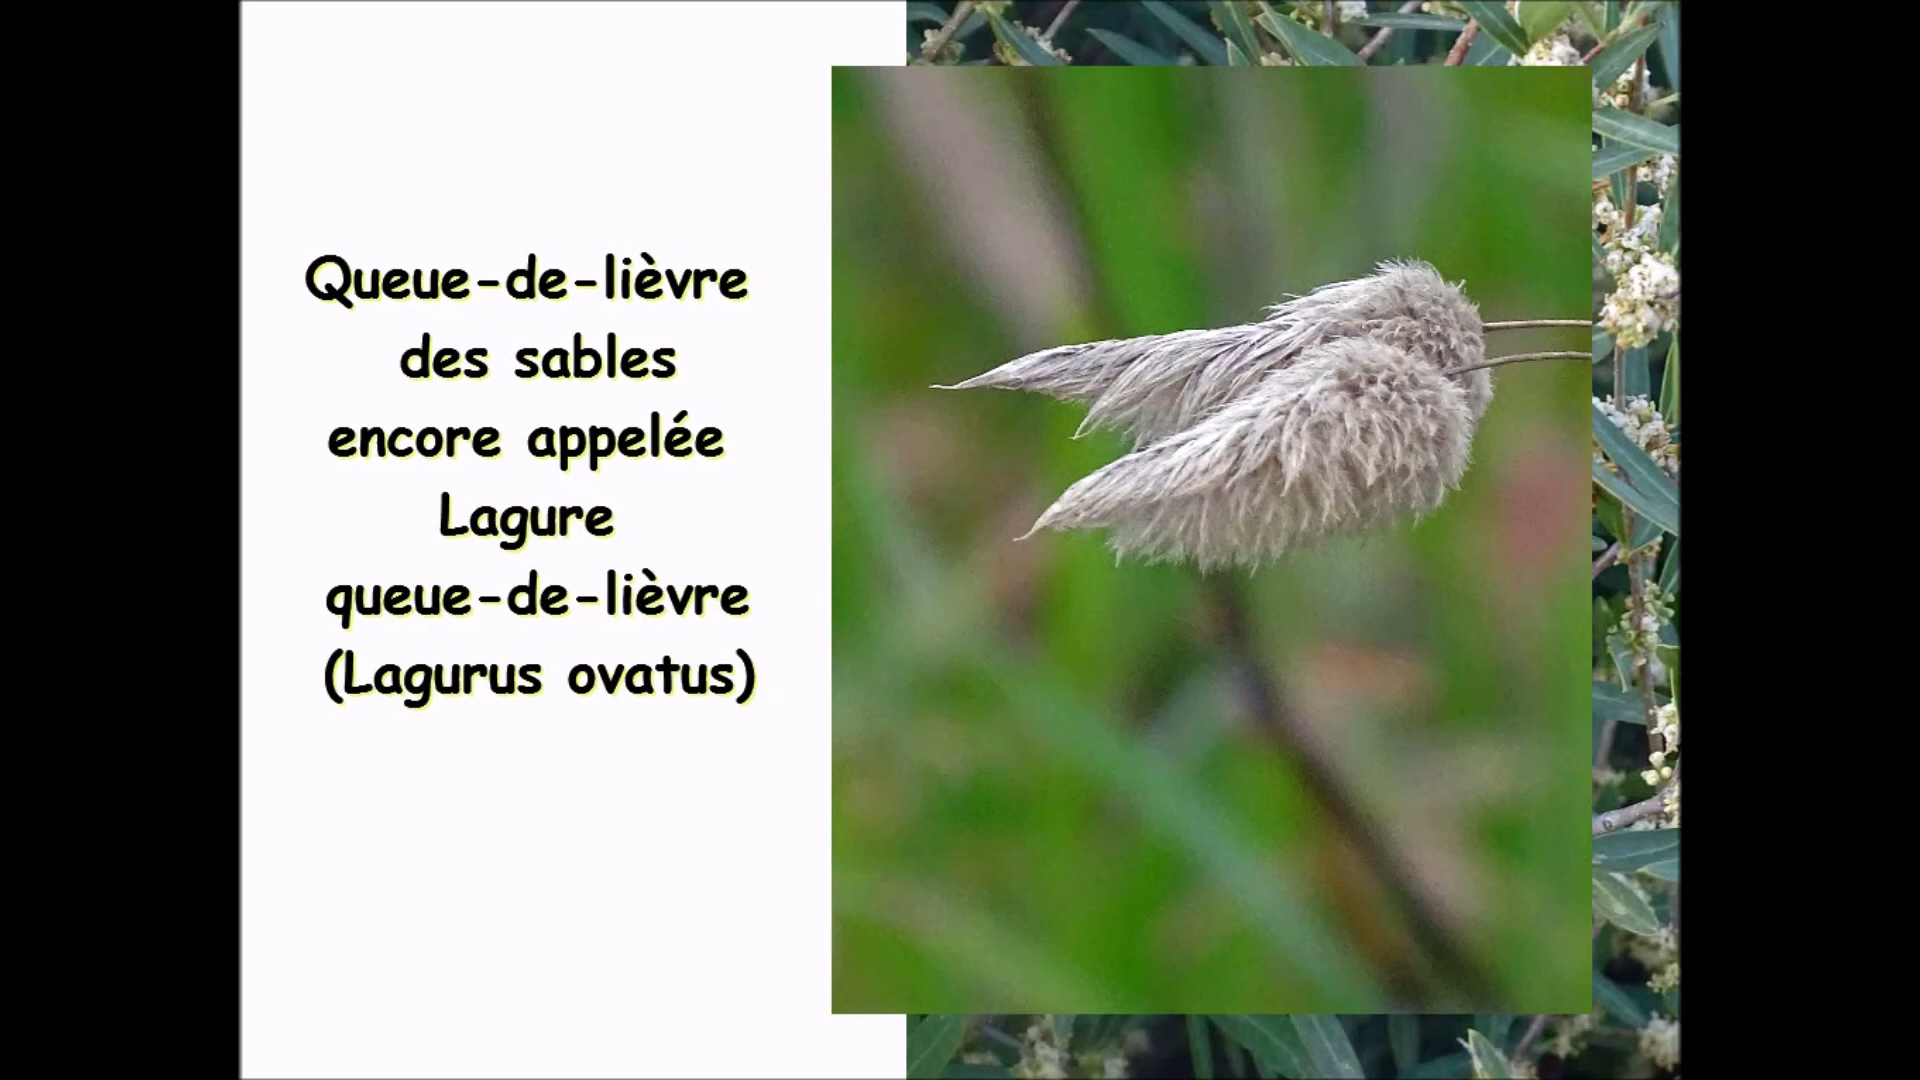 Queue-de-lièvre
des sables
encore appelée
Lagure
queue-de-lièvre
(Lagurus ovatus)